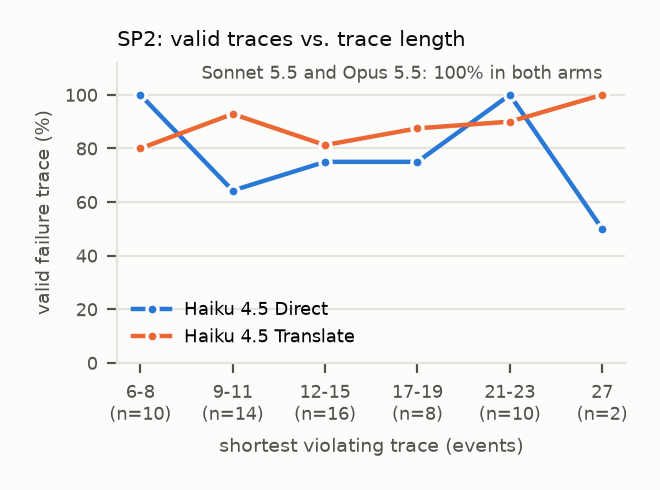 SP2: valid traces vs. trace length
Sonnet 5.5 and Opus 5.5: 100% in both arms
valid failure trace (%)
100
80
60
40
20
0
Haiku 4.5 Direct
Haiku 4.5 Translate
6-8 9-11 12-15 17-19 21-23 27
(n=10) (n=14) (n=16) (n=8) (n=10) (n=2)
shortest violating trace (events)